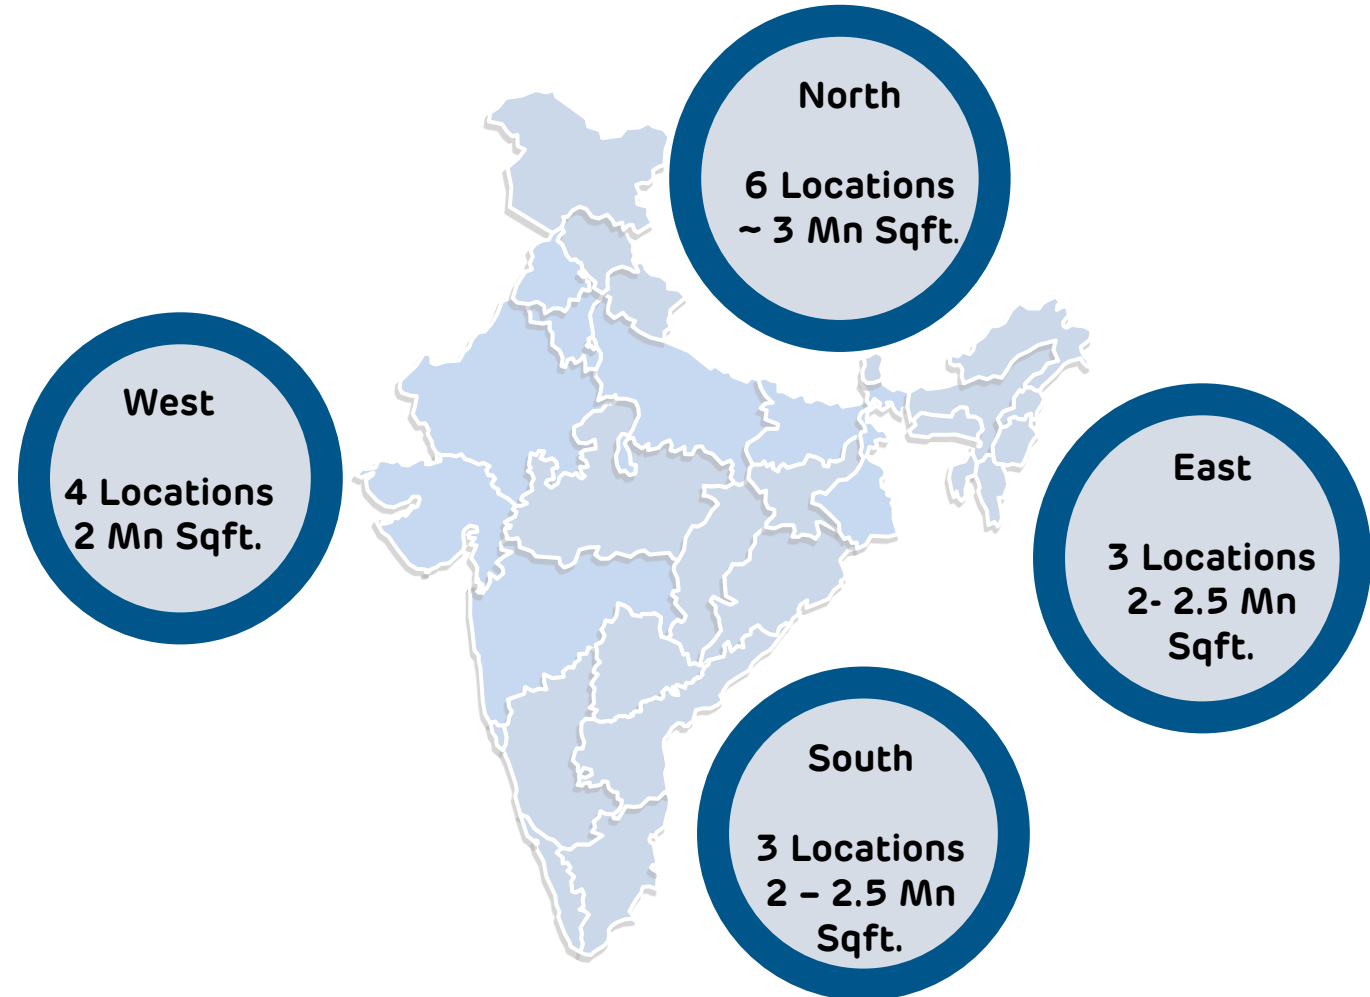 North
6 Locations
~ 3 Mn Sqft.
West
4 Locations
2 Mn Sqft.
East
3 Locations
2- 2.5 Mn
Sqft.
South
3 Locations
2 – 2.5 Mn
Sqft.